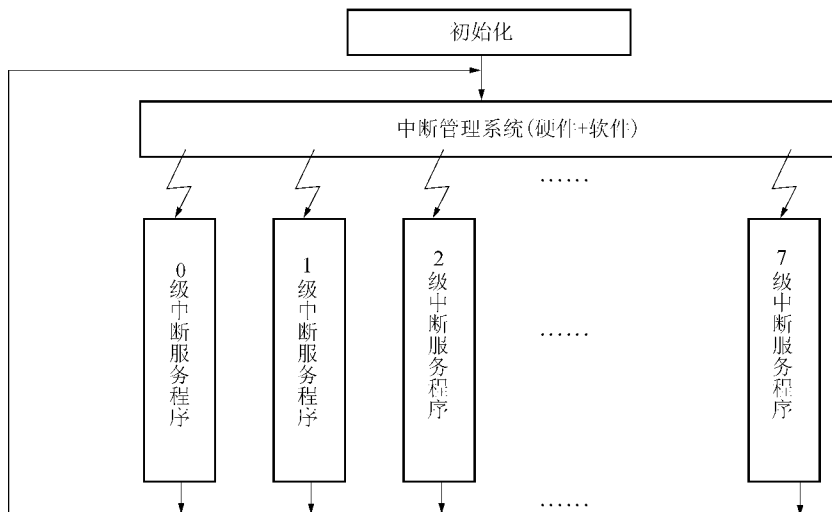 初始化
中断管理系统(硬件+软件)
……
0级中断服务程序
1级中断服务程序
2级中断服务程序
……
7级中断服务程序
……